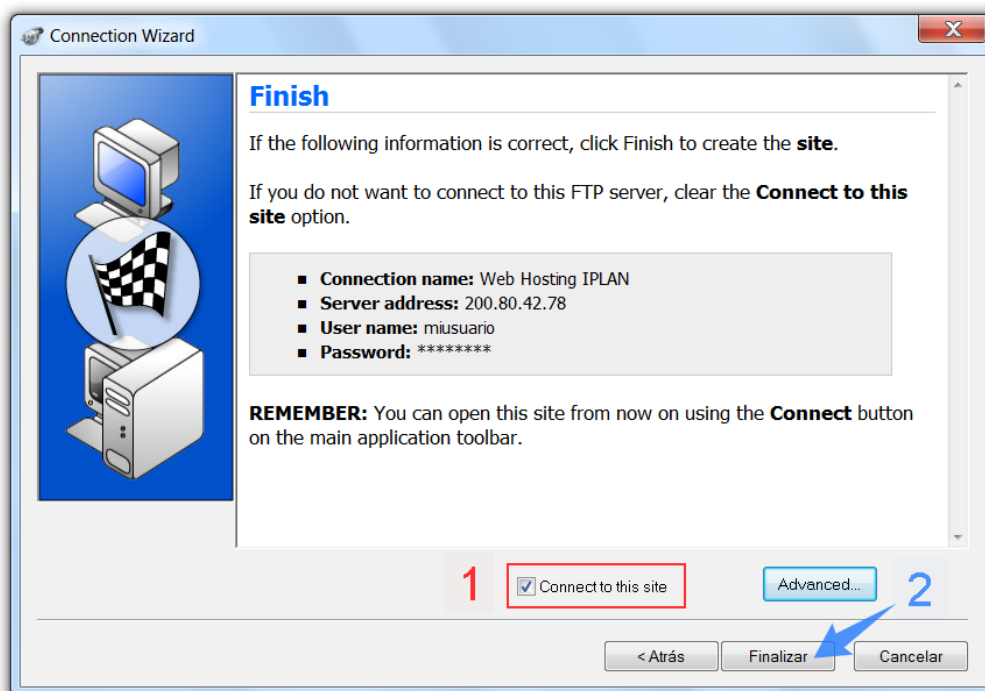 Connection Wizard
X
Finish
If the following information is correct, click Finish to create the site.
If you do not want to connect to this FTP server, clear the Connect to this
site option.
Connection name: Web Hosting IPLAN
Server address: 200.80.42.78
User name: miusuario
Password: ********
REMEMBER: You can open this site from now on using the Connect button
on the main application toolbar.
1
Connect to this site
Advanced...
2
< Atrás
Finalizar
Cancelar